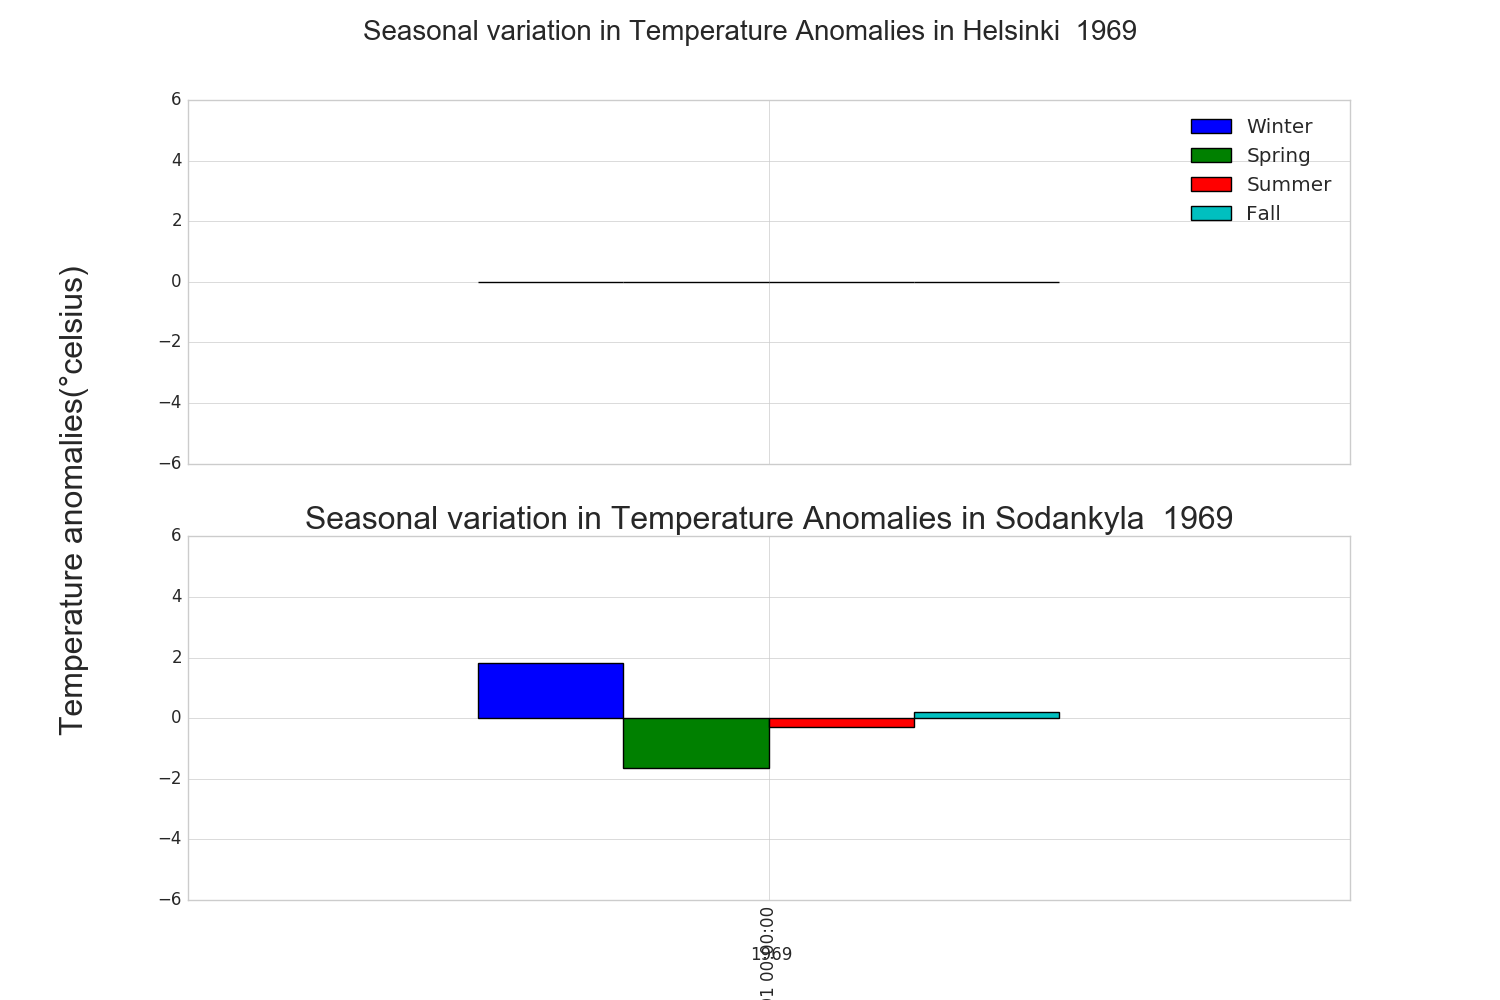 Seasonal variation in Temperature Anomalies in Helsinki  1969
6
4
2
0
−2
−4
−6
Winter
Spring
Summer
Fall
Temperature anomalies(°celsius)
Seasonal variation in Temperature Anomalies in Sodankyla  1969
6
4
2
0
−2
−4
−6
1969